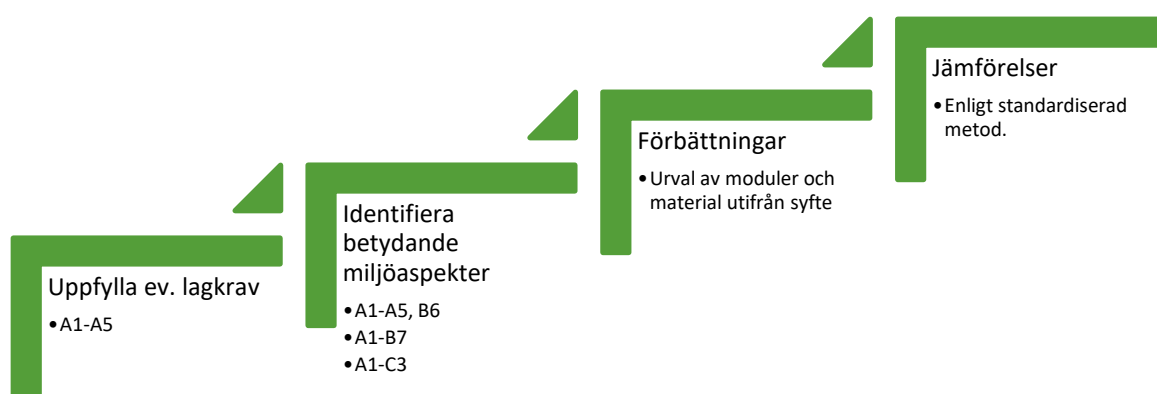 Uppfylla ev. lagkrav
•A1-A5
Identifiera
betydande
miljöaspekter
•A1-A5, B6
•A1-B7
•A1-C3
Förbättningar
•Urval av moduler och
material utifrån syfte
Jämförelser
•Enligt standardiserad
metod.